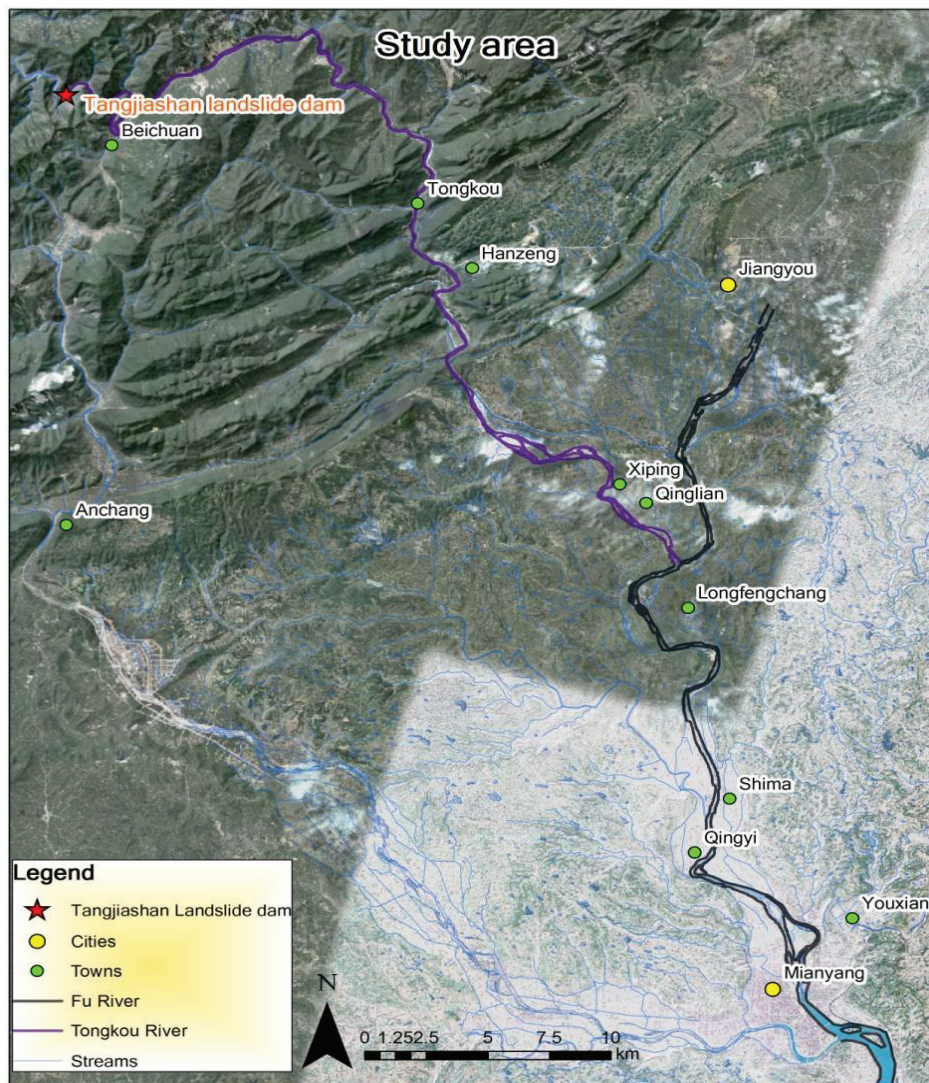 Study area
Tangjiashan landslide dam
Beichuan
Tongkou
Hanzeng
Jiangyou
Xiping
Qinglian
Anchang
Longfengchang
Shima
Qingyi
Youxian
Mianyang
Legend
Tangjiashan Landslide dam
Cities
Towns
Fu River
Tongkou River
Streams
N
0 1.252.5 5 7.5 10
km